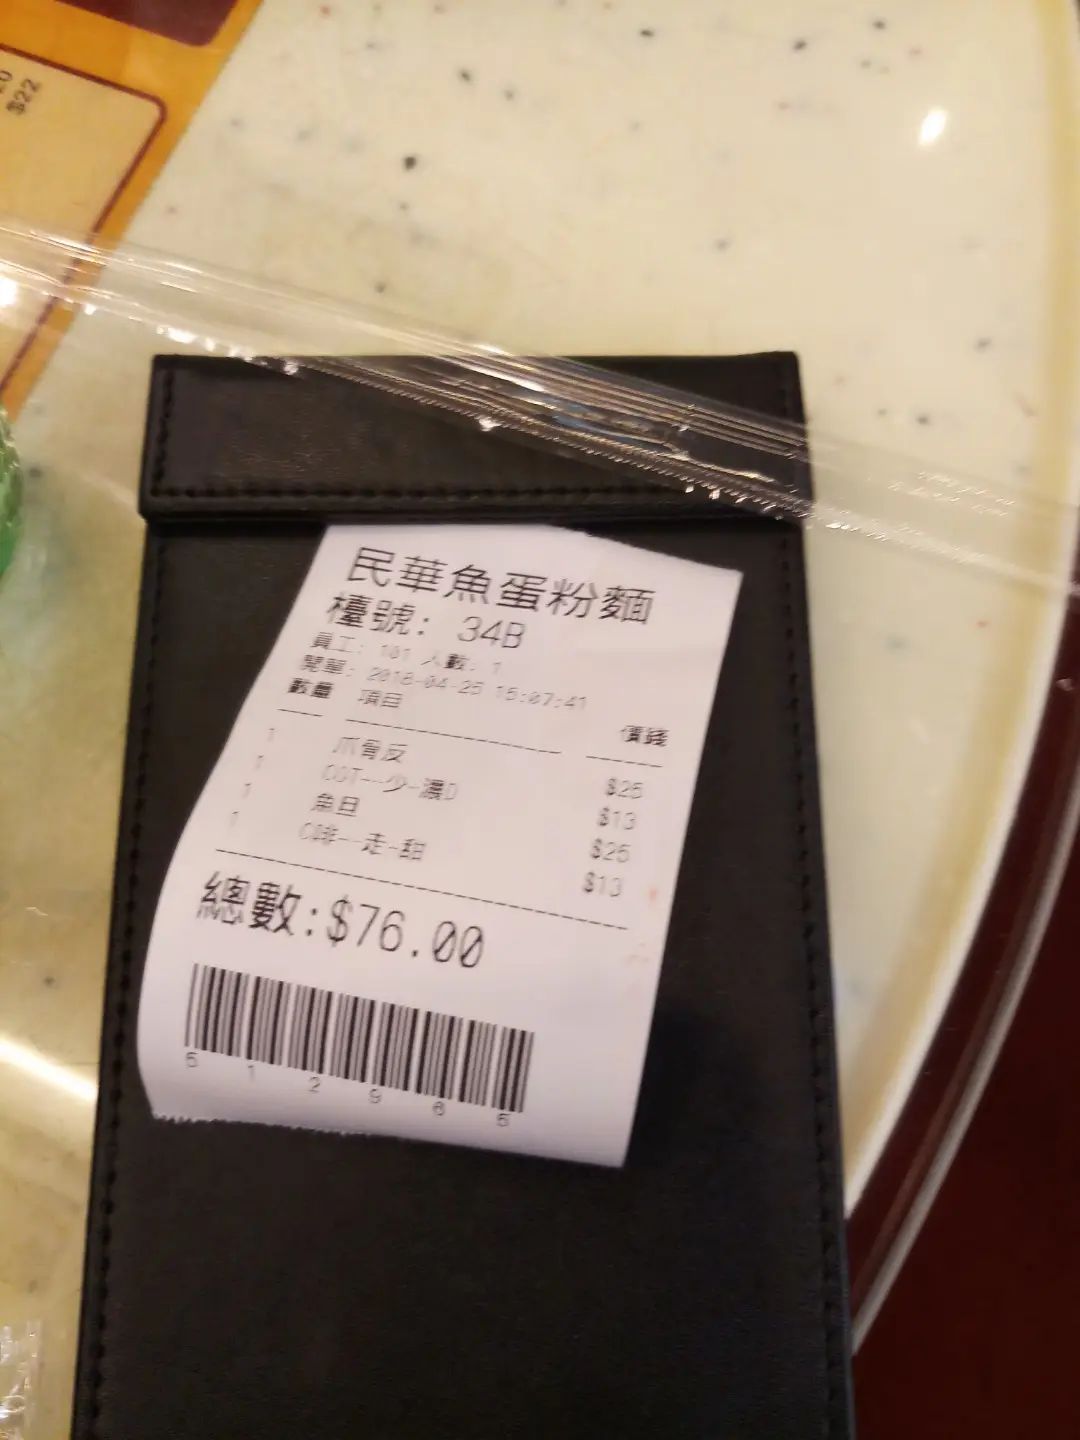 $22
民華魚蛋粉麵
檯號: 34B
員工: 101 人數: 1
開單: 2018-04-25 15:07:41
數量 項目 價錢
1 爪骨反 $25
1 COT--少-濃D $13
1 魚旦 $25
1 C啡--走-甜 $13
總數:$76.00
5 1 2 9 6 5